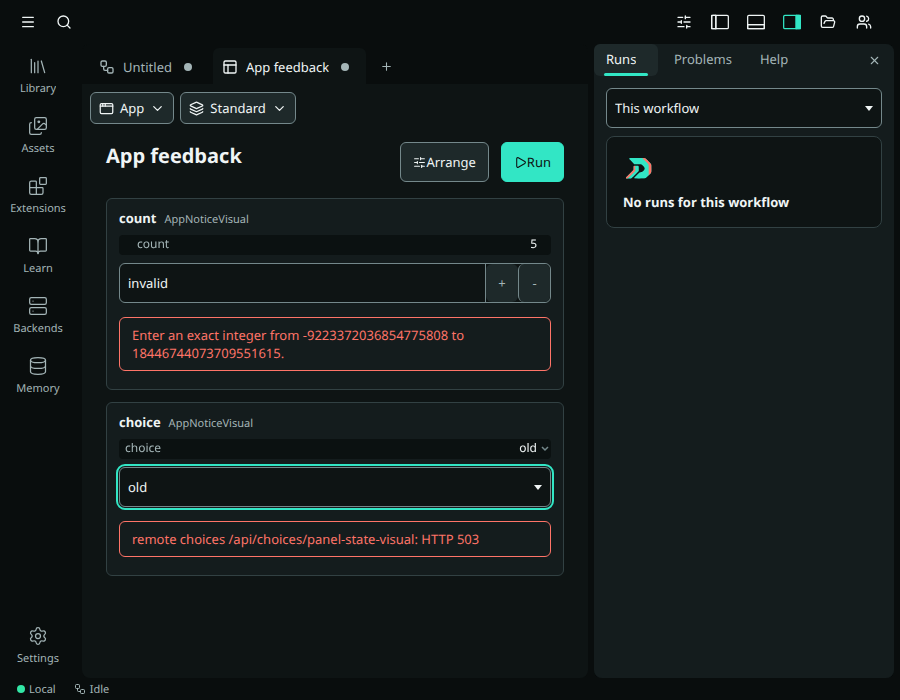 Untitled
App feedback
+
Runs
Problems
Help
Library
Assets
Extensions
Learn
Backends
Memory
Settings
App
Standard
App feedback
Arrange
Run
count AppNoticeVisual
count 5
invalid + -
Enter an exact integer from -9223372036854775808 to
18446744073709551615.
choice AppNoticeVisual
choice old
old
remote choices /api/choices/panel-state-visual: HTTP 503
This workflow
No runs for this workflow
Local
Idle